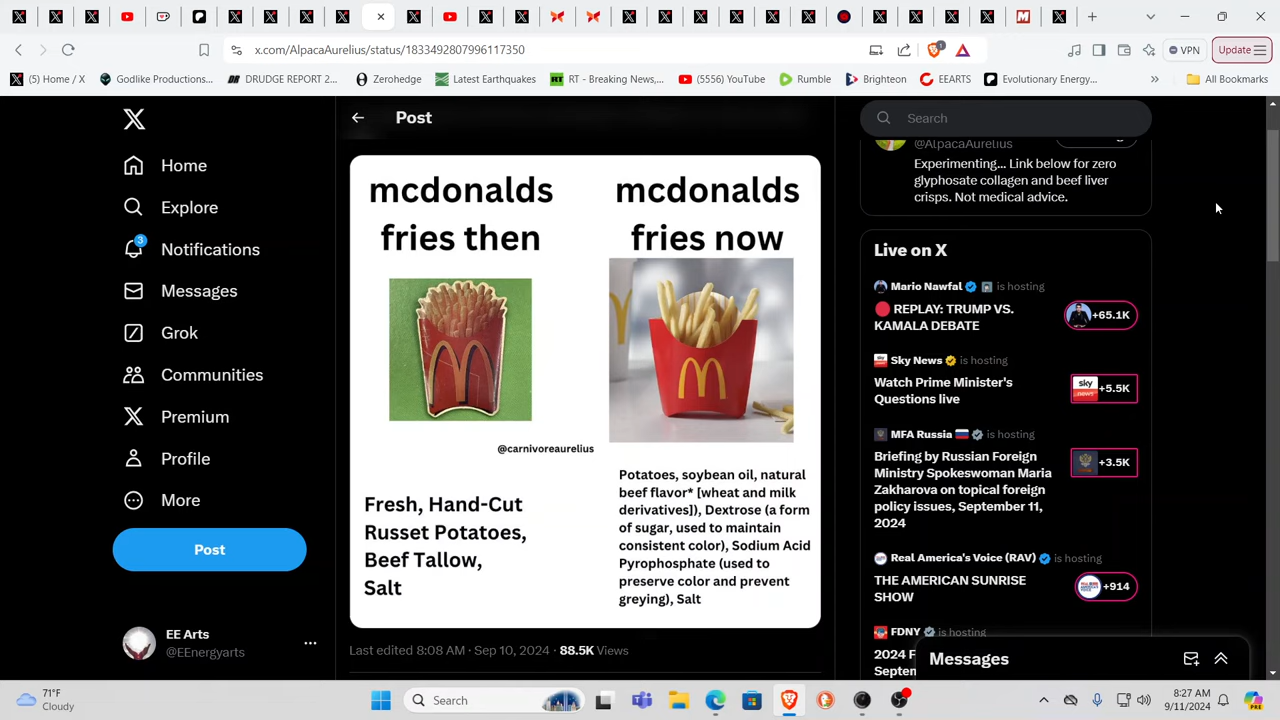 x.com/AlpacaAurelius/status/1833492807996117350
1
VPN
Update
(5) Home / X
Godlike Productions...
DRUDGE REPORT 2...
Zerohedge
Latest Earthquakes
RT - Breaking News,...
(5556) YouTube
Rumble
Brighteon
EEARTS
Evolutionary Energy...
All Bookmarks
Home
Explore
3
Notifications
Messages
Grok
Communities
Premium
Profile
More
Post
EE Arts
@EEnergyarts
Post
mcdonalds
fries then
mcdonalds
fries now
@carnivoreaurelius
Fresh, Hand-Cut
Russet Potatoes,
Beef Tallow,
Salt
Potatoes, soybean oil, natural
beef flavor* [wheat and milk
derivatives]), Dextrose (a form
of sugar, used to maintain
consistent color), Sodium Acid
Pyrophosphate (used to
preserve color and prevent
greying), Salt
Last edited 8:08 AM · Sep 10, 2024 · 88.5K Views
Search
@AlpacaAurelius
Experimenting... Link below for zero
glyphosate collagen and beef liver
crisps. Not medical advice.
Live on X
Mario Nawfal is hosting
REPLAY: TRUMP VS.
KAMALA DEBATE
+65.1K
Sky News is hosting
Watch Prime Minister's
Questions live
sky news
+5.5K
MFA Russia is hosting
Briefing by Russian Foreign
Ministry Spokeswoman Maria
Zakharova on topical foreign
policy issues, September 11,
2024
+3.5K
Real America's Voice (RAV) is hosting
THE AMERICAN SUNRISE
SHOW
+914
FDNY is hosting
Messages
71°F
Cloudy
Search
8:27 AM
9/11/2024